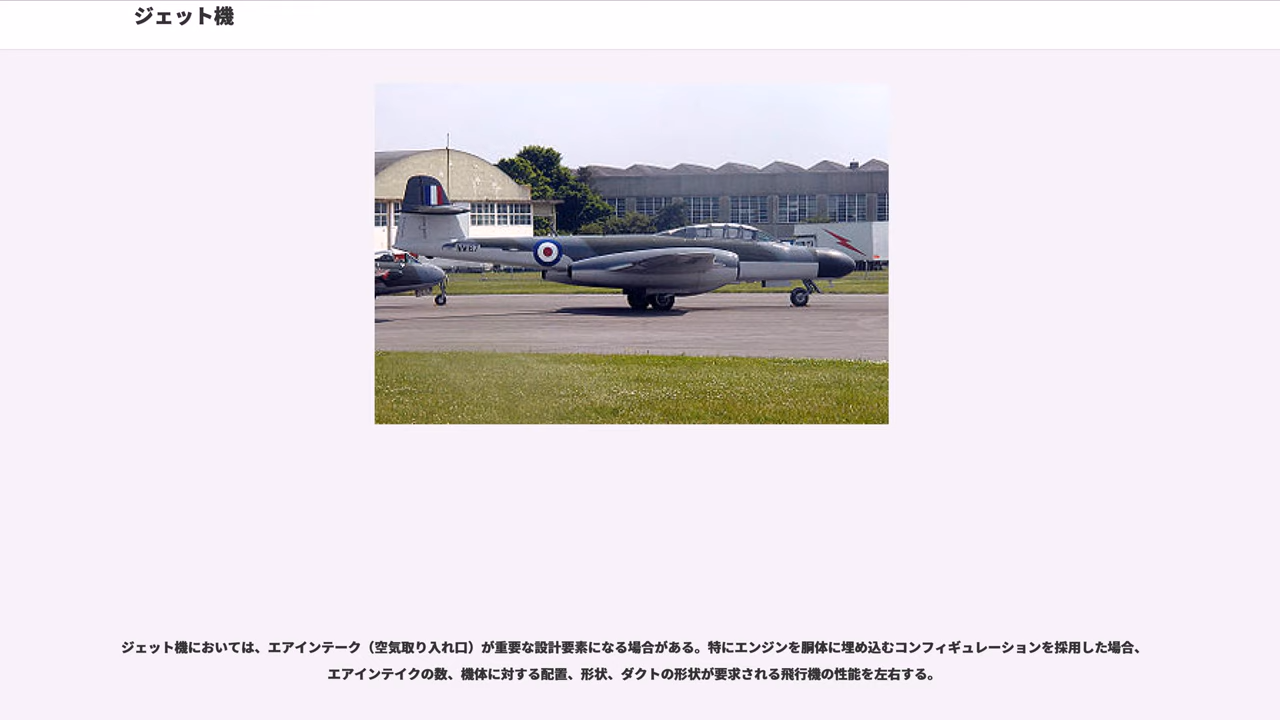 ジェット機
ジェット機においては、エアインテーク（空気取り入れ口）が重要な設計要素になる場合がある。特にエンジンを胴体に埋め込むコンフィギュレーションを採用した場合、
エアインテイクの数、機体に対する配置、形状、ダクトの形状が要求される飛行機の性能を左右する。